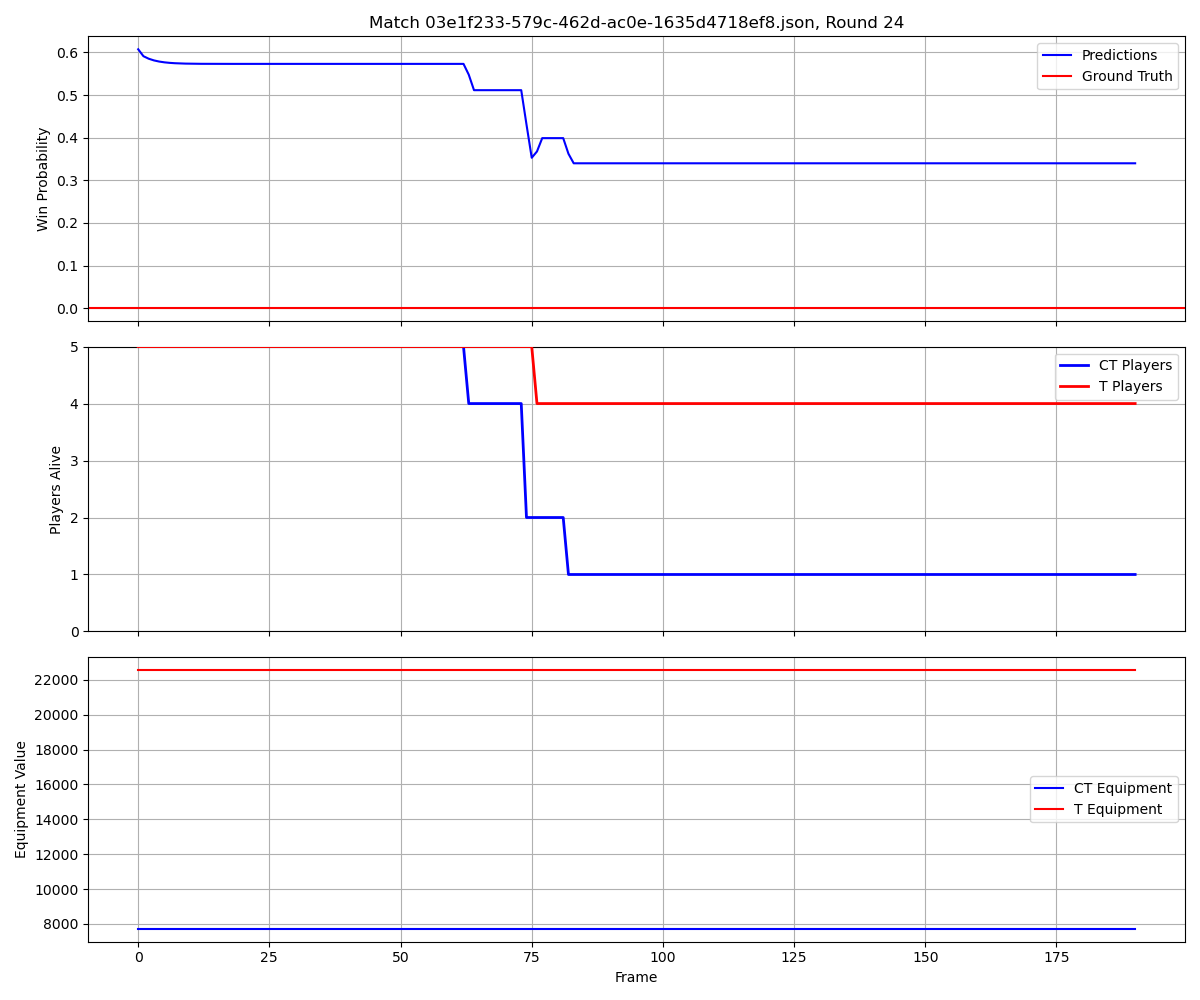 Match 03e1f233-579c-462d-ac0e-1635d4718ef8.json, Round 24
Win Probability
0.6
0.5
0.4
0.3
0.2
0.1
0.0
Predictions
Ground Truth
Players Alive
5
4
3
2
1
0
CT Players
T Players
Equipment Value
22000
20000
18000
16000
14000
12000
10000
8000
CT Equipment
T Equipment
0 25 50 75 100 125 150 175
Frame